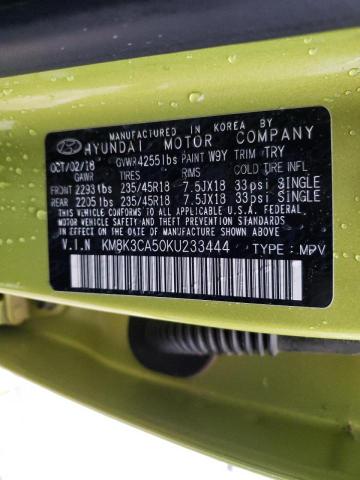 MANUFACTURED IN KOREA BY
HYUNDAI MOTOR COMPANY
OCT/02/18 GVWR 4255lbs PAINT W9Y TRIM TRY
GAWR TIRES RIMS COLD TIRE INFL
FRONT 2293lbs 235/45R18 7.5JX18 33psi SINGLE
REAR 2205lbs 235/45R18 7.5JX18 33psi SINGLE
THIS VEHICLE CONFORMS TO ALL APPLICABLE U.S.
FEDERAL MOTOR VEHICLE SAFETY STANDARDS IN
EFFECT ON THE DATE OF MANUFACTURE SHOWN ABOVE.
V.I.N KM8K3CA50KU233444 TYPE : MPV